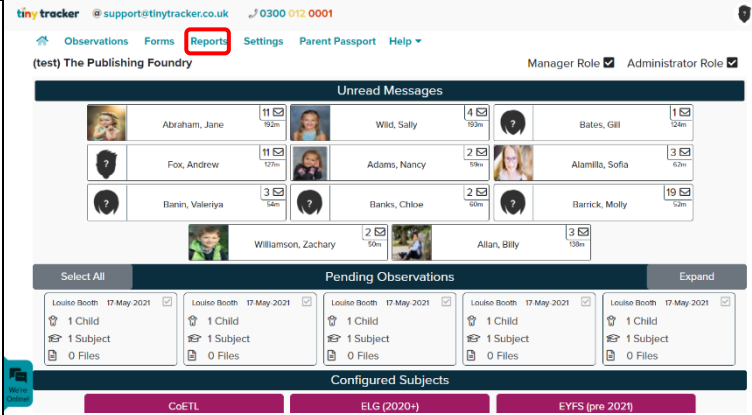 tiny tracker @ support@tinytracker.co.uk 0300 012 0001
Observations Forms Reports Settings Parent Passport Help
(test) The Publishing Foundry Manager Role Administrator Role
Unread Messages
Abraham, Jane 11 192m Wild, Sally 4 193m ? Bates, Gill 1 124m
? Fox, Andrew 11 127m Adams, Nancy 2 59m Alamilla, Sofia 3 62m
? Banin, Valeriya 3 54m ? Banks, Chloe 2 60m ? Barrick, Molly 19 52m
Williamson, Zachary 2 50m Allan, Billy 3 138m
Select All Pending Observations Expand
Louise Booth 17-May-2021 Louise Booth 17-May-2021 Louise Booth 17-May-2021 Louise Booth 17-May-2021 Louise Booth 17-May-2021
1 Child 1 Child 1 Child 1 Child 1 Child
1 Subject 1 Subject 1 Subject 1 Subject 1 Subject
0 Files 0 Files 0 Files 0 Files 0 Files
We're
Online!
Configured Subjects
CoETL ELG (2020+) EYFS (pre 2021)